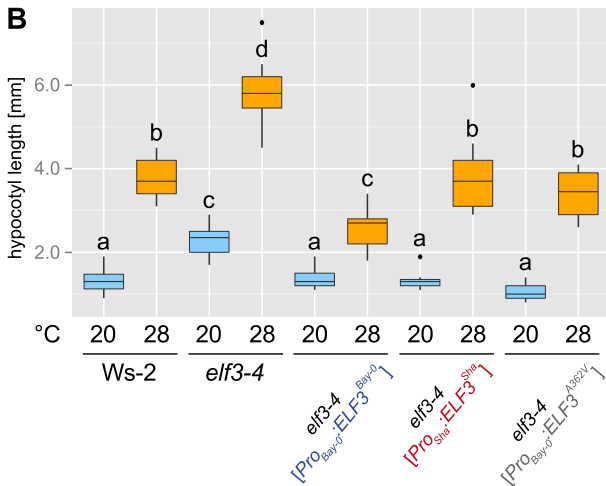 B
hypocotyl length [mm]
6.0
4.0
2.0
a
b
c
d
a
c
a
b
a
b
°C 20 28 20 28 20 28 20 28 20 28
Ws-2
elf3-4
elf3-4
[ProBay-0:ELF3Bay-0]
elf3-4
[ProSha:ELF3Sha]
elf3-4
[ProBay-0:ELF3A362V]